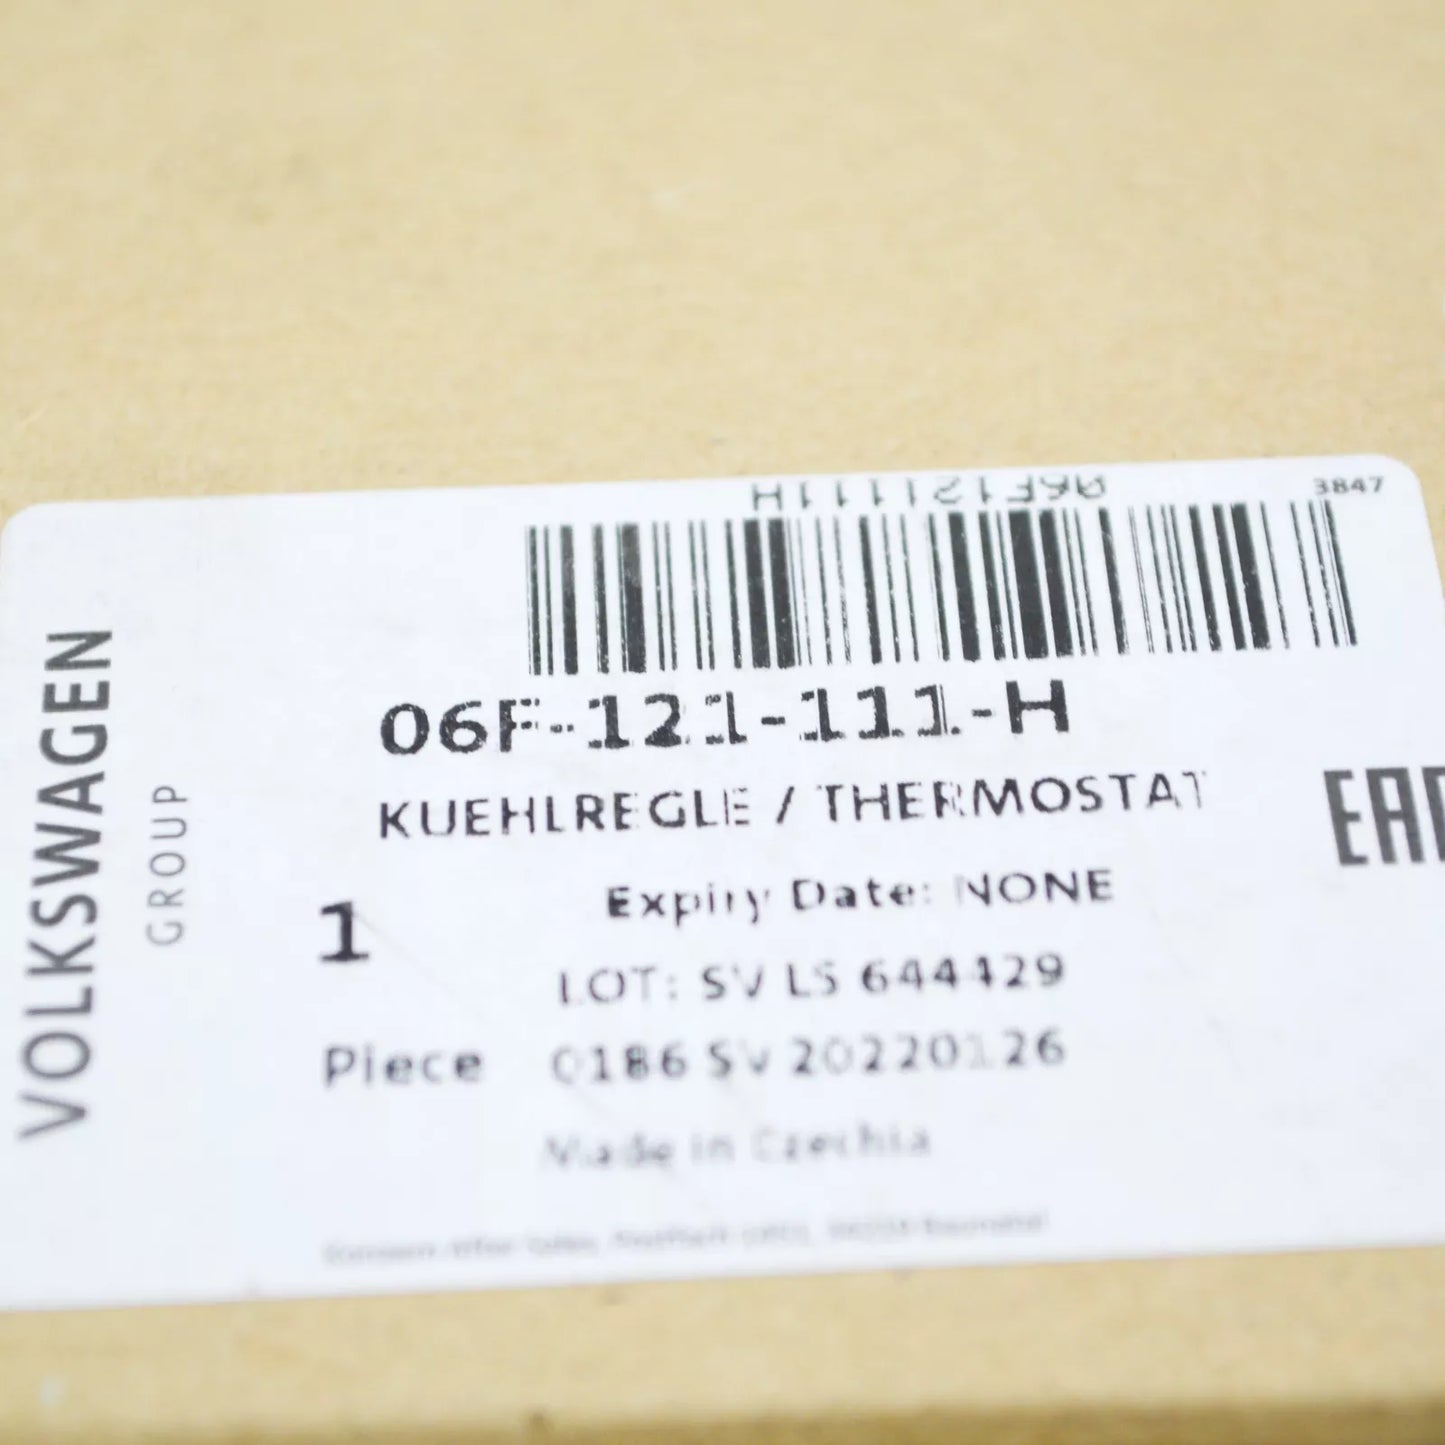 VOLKSWAGEN
GROUP
06F121111H
3847
06F-121-111-H
KUEHLREGLE / THERMOSTAT
EAC
Expiry Date: NONE
1
LOT: SV LS 644429
Piece
0186 SV 20220126
Made in Czechia